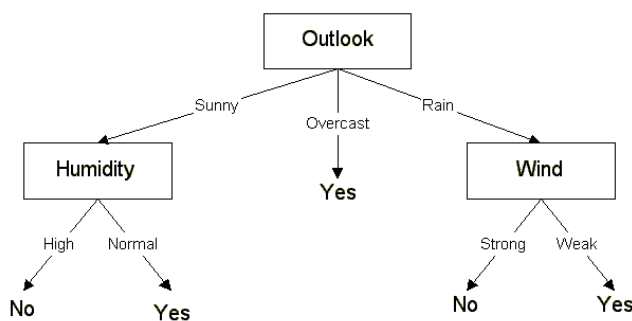 Outlook
Sunny
Overcast
Rain
Humidity
Yes
Wind
High
Normal
Strong
Weak
No
Yes
No
Yes